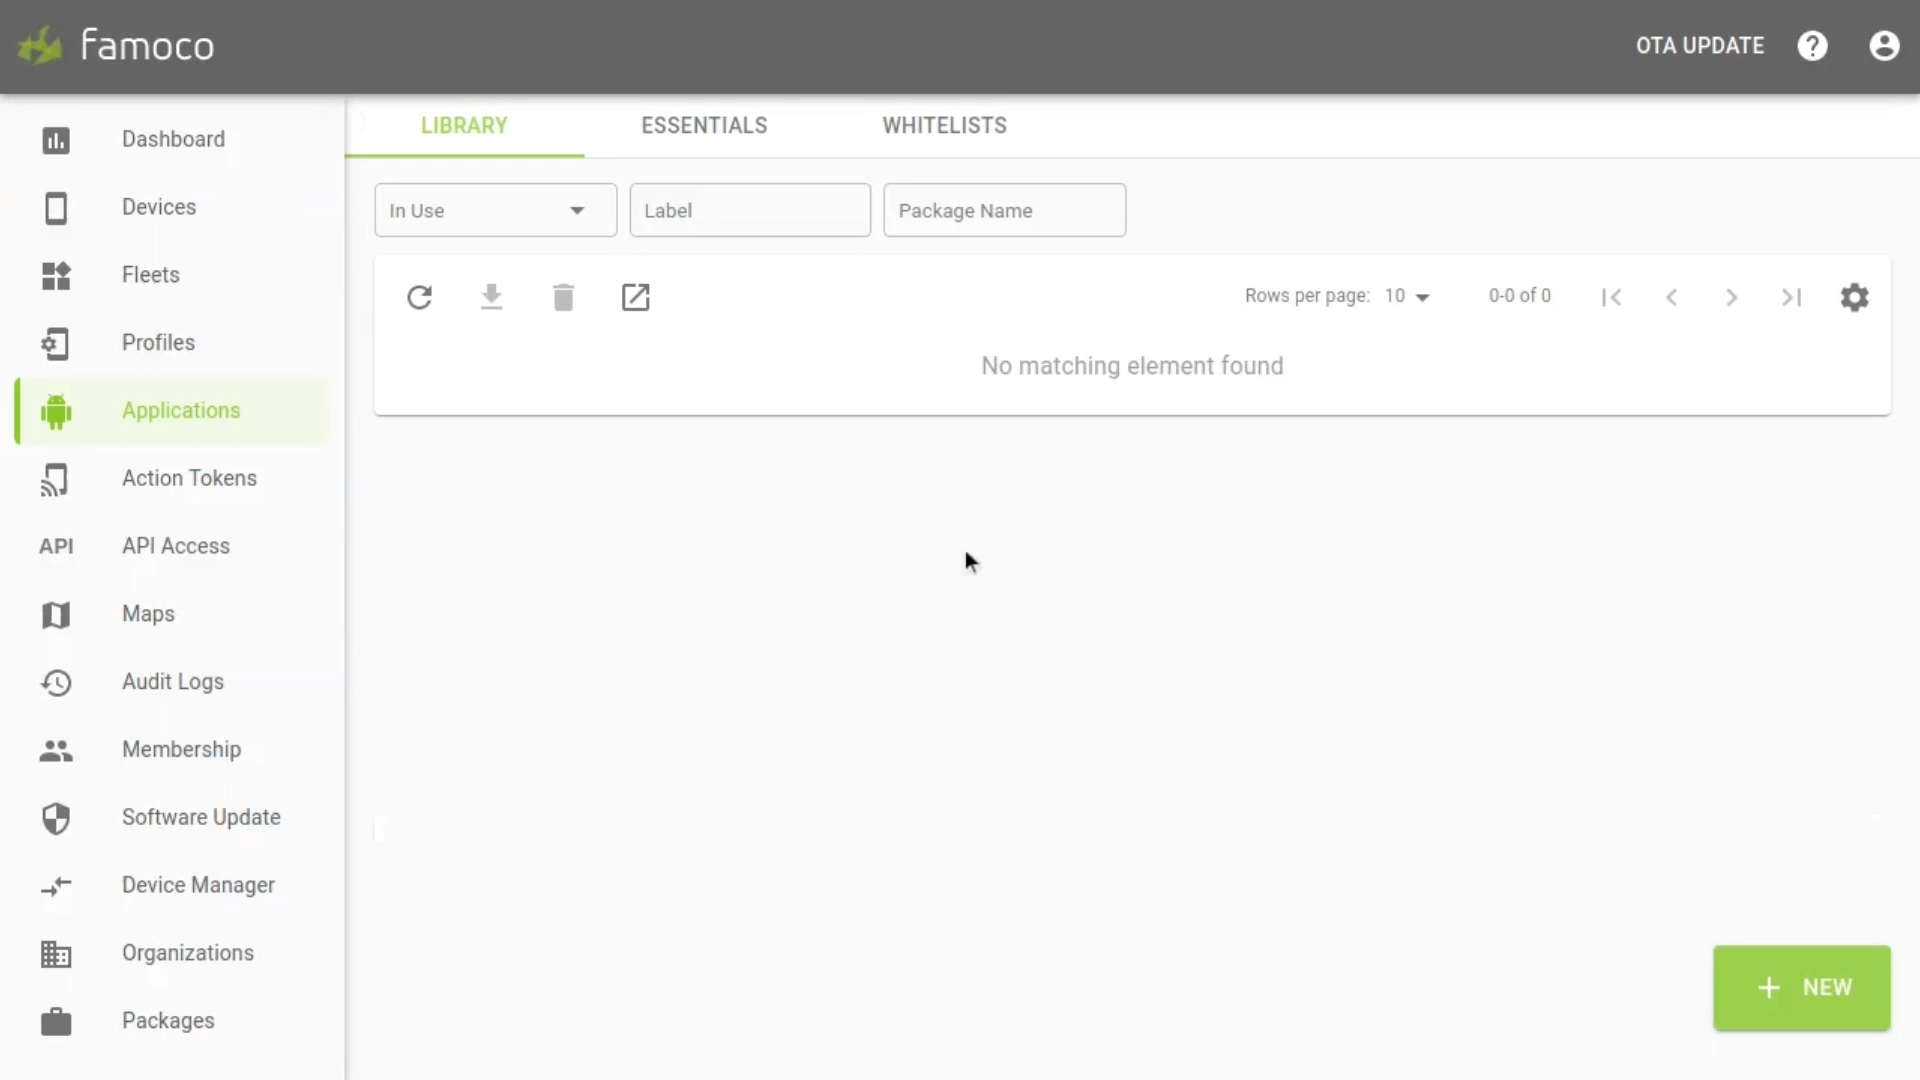 famoco
OTA UPDATE
Dashboard
Devices
Fleets
Profiles
Applications
Action Tokens
API API Access
Maps
Audit Logs
Membership
Software Update
Device Manager
Organizations
Packages
LIBRARY ESSENTIALS WHITELISTS
In Use Label Package Name
Rows per page: 10 0-0 of 0
No matching element found
+ NEW